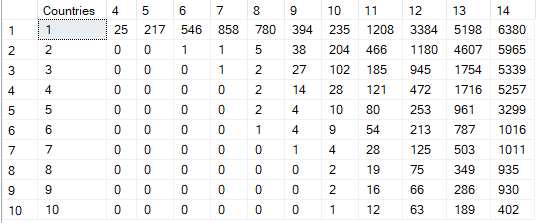 Countries 4 5 6 7 8 9 10 11 12 13 14
1 1 25 217 546 858 780 394 235 1208 3384 5198 6380
2 2 0 0 1 1 5 38 204 466 1180 4607 5965
3 3 0 0 0 1 2 27 102 185 945 1754 5339
4 4 0 0 0 0 2 14 28 121 472 1716 5257
5 5 0 0 0 0 2 4 10 80 253 961 3299
6 6 0 0 0 0 1 4 9 54 213 787 1016
7 7 0 0 0 0 0 1 4 28 125 503 1011
8 8 0 0 0 0 0 0 2 19 75 349 935
9 9 0 0 0 0 0 0 2 16 66 286 930
10 10 0 0 0 0 0 0 1 12 63 189 402